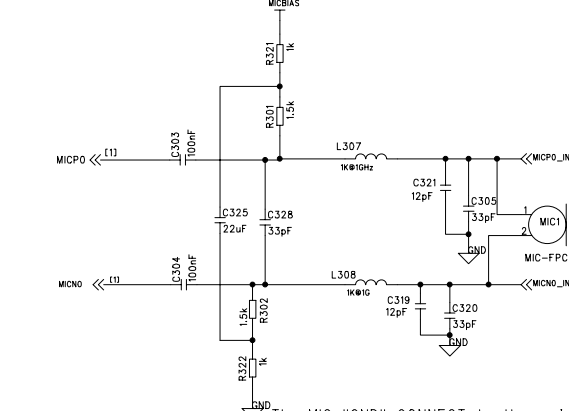 MICBIAS
R321
1k
R301
1.5k
C303
100nF
MICP0
[1]
L307
1K@1GHz
MICP0_IN
C321
12pF
C305
33pF
1
2
MIC1
GND
MIC-FPC
C325
22uF
C328
33pF
C304
100nF
MICN0
[1]
L308
1K@1G
MICN0_IN
1.5k
R302
C319
12pF
C320
33pF
GND
R322
1k
GND